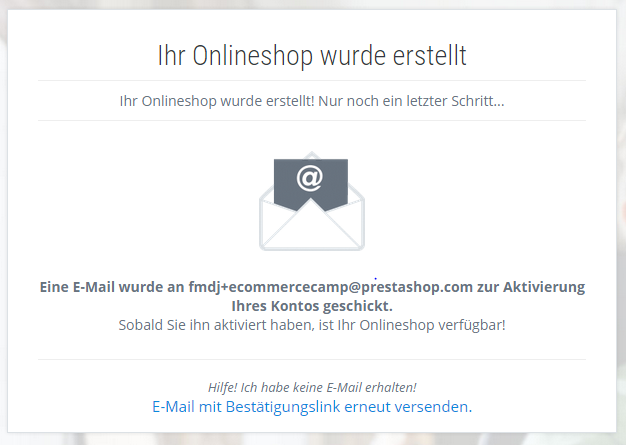 Ihr Onlineshop wurde erstellt
Ihr Onlineshop wurde erstellt! Nur noch ein letzter Schritt...
@
Eine E-Mail wurde an fmdj+ecommercecamp@prestashop.com zur Aktivierung
Ihres Kontos geschickt.
Sobald Sie ihn aktiviert haben, ist Ihr Onlineshop verfügbar!
Hilfe! Ich habe keine E-Mail erhalten!
E-Mail mit Bestätigungslink erneut versenden.